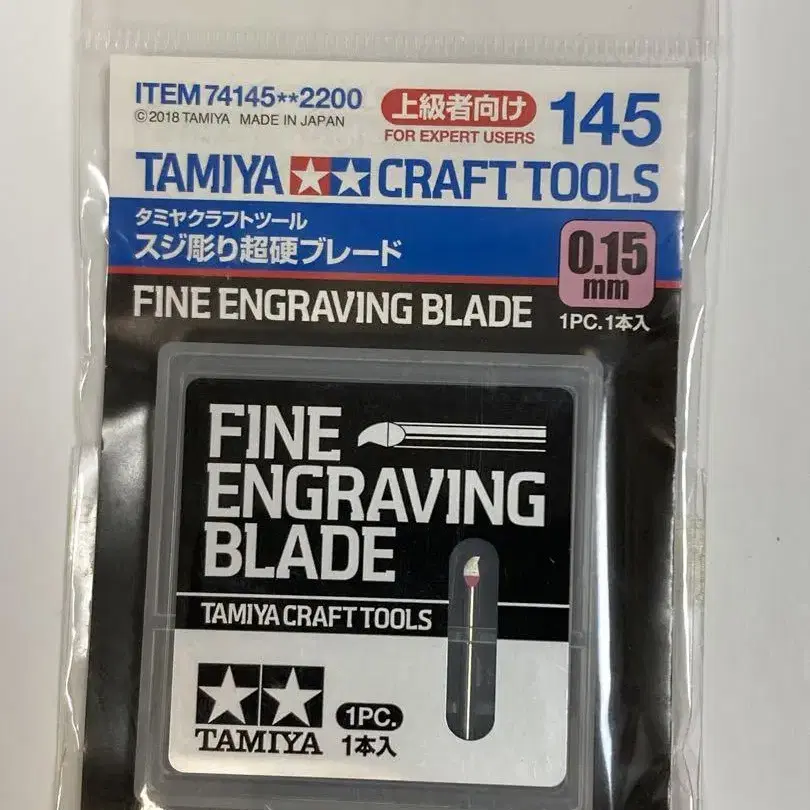 ITEM 74145**2200
©2018 TAMIYA MADE IN JAPAN
上級者向け
FOR EXPERT USERS
145
TAMIYA CRAFT TOOLS
タミヤクラフトツール
スジ彫り超硬ブレード
0.15
mm
FINE ENGRAVING BLADE
1PC.1本入
FINE
ENGRAVING
BLADE
TAMIYA CRAFT TOOLS
TAMIYA
1PC.
1本入